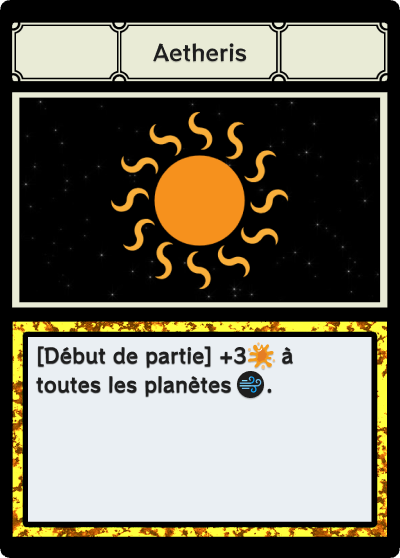 Aetheris
[Début de partie] +3 à
toutes les planètes .